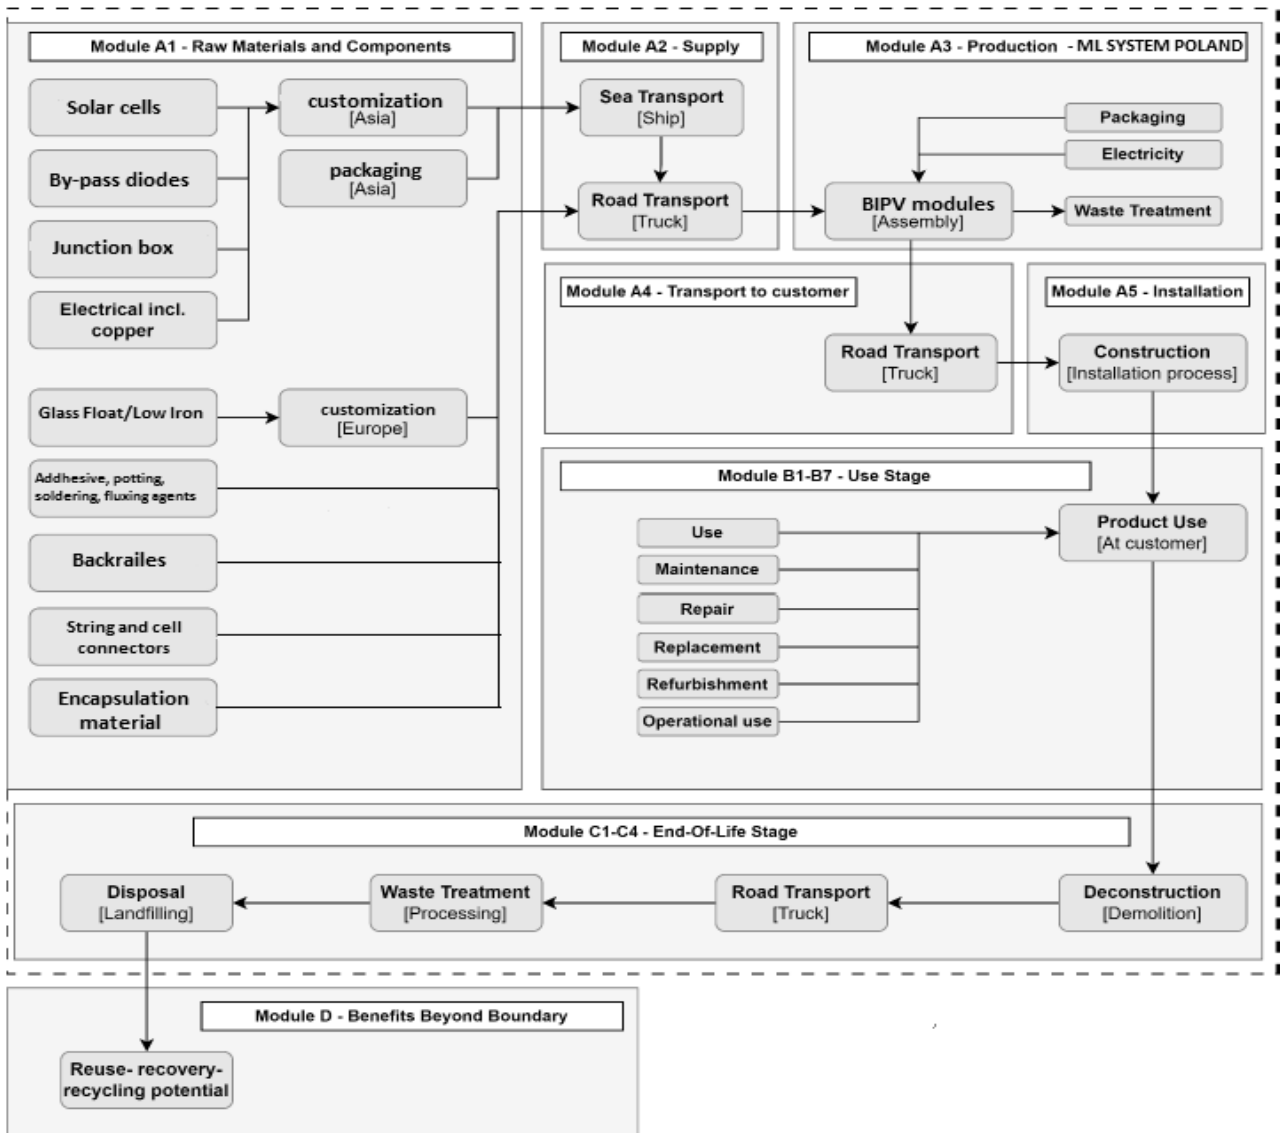 Module A1 - Raw Materials and Components
Solar cells
By-pass diodes
Junction box
Electrical incl.
copper
Glass Float/Low Iron
Addhesive, potting,
soldering, fluxing agents
Backrailes
String and cell
connectors
Encapsulation
material
customization
[Asia]
packaging
[Asia]
customization
[Europe]
Module A2 - Supply
Sea Transport
[Ship]
Road Transport
[Truck]
Module A3 - Production - ML SYSTEM POLAND
Packaging
Electricity
BIPV modules
[Assembly]
Waste Treatment
Module A4 - Transport to customer
Road Transport
[Truck]
Module A5 - Installation
Construction
[Installation process]
Module B1-B7 - Use Stage
Use
Maintenance
Repair
Replacement
Refurbishment
Operational use
Product Use
[At customer]
Module C1-C4 - End-Of-Life Stage
Disposal
[Landfilling]
Waste Treatment
[Processing]
Road Transport
[Truck]
Deconstruction
[Demolition]
Module D - Benefits Beyond Boundary
Reuse- recovery-
recycling potential